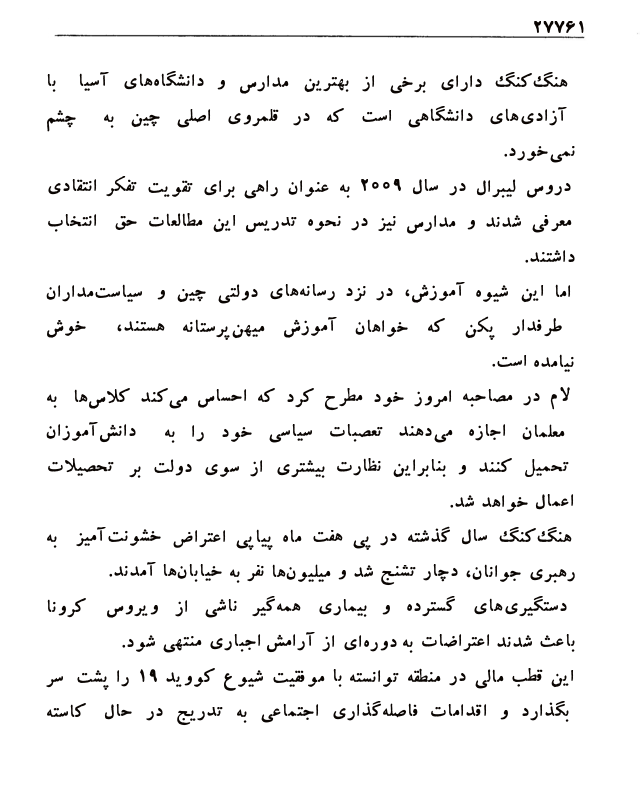 ۲۷۷۶۱
هنگ‌کنگ دارای برخی از بهترین مدارس و دانشگاه‌های آسیا با
آزادی‌های دانشگاهی است که در قلمروی اصلی چین به چشم
نمی‌خورد.
دروس لیبرال در سال ۲۰۰۹ به عنوان راهی برای تقویت تفکر انتقادی
معرفی شدند و مدارس نیز در نحوه تدریس این مطالعات حق انتخاب
داشتند.
اما این شیوه آموزش، در نزد رسانه‌های دولتی چین و سیاست‌مداران
طرفدار پکن که خواهان آموزش میهن‌پرستانه هستند، خوش
نیامده است.
لام در مصاحبه امروز خود مطرح کرد که احساس می‌کند کلاس‌ها به
معلمان اجازه می‌دهند تعصبات سیاسی خود را به دانش‌آموزان
تحمیل کنند و بنابراین نظارت بیشتری از سوی دولت بر تحصیلات
اعمال خواهد شد.
هنگ‌کنگ سال گذشته در پی هفت ماه پیاپی اعتراض خشونت‌آمیز به
رهبری جوانان، دچار تشنج شد و میلیون‌ها نفر به خیابان‌ها آمدند.
دستگیری‌های گسترده و بیماری همه‌گیر ناشی از ویروس کرونا
باعث شدند اعتراضات به دوره‌ای از آرامش اجباری منتهی شود.
این قطب مالی در منطقه توانسته با موفقیت شیوع کووید ۱۹ را پشت سر
بگذارد و اقدامات فاصله‌گذاری اجتماعی به تدریج در حال کاسته